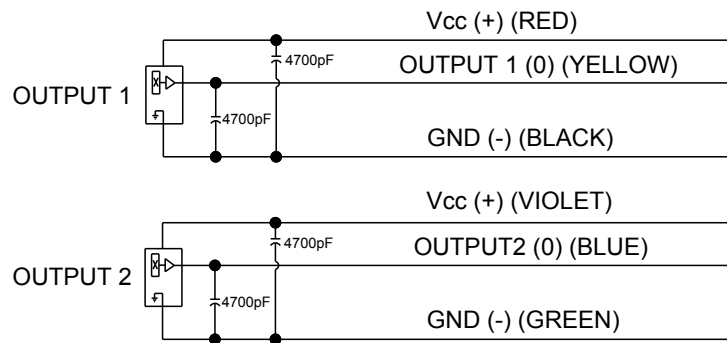 Vcc (+) (RED)
4700pF
OUTPUT 1 (0) (YELLOW)
OUTPUT 1
X
4700pF
GND (-) (BLACK)
Vcc (+) (VIOLET)
4700pF
OUTPUT2 (0) (BLUE)
X
OUTPUT 2
4700pF
GND (-) (GREEN)